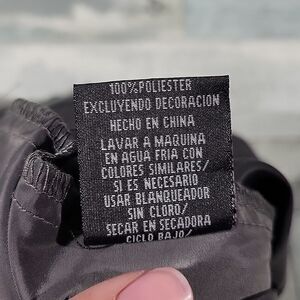 100%POLIESTER
EXCLUYENDO DECORACION
HECHO EN CHINA
LAVAR A MAQUINA
EN AGUA FRIA CON
COLORES SIMILARES/
SI ES NECESARIO
USAR BLANQUEADOR
SIN CLORO/
SECAR EN SECADORA
CICLO BAJO/